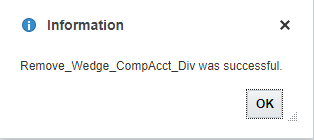 Information
Remove_Wedge_CompAcct_Div was successful.
OK